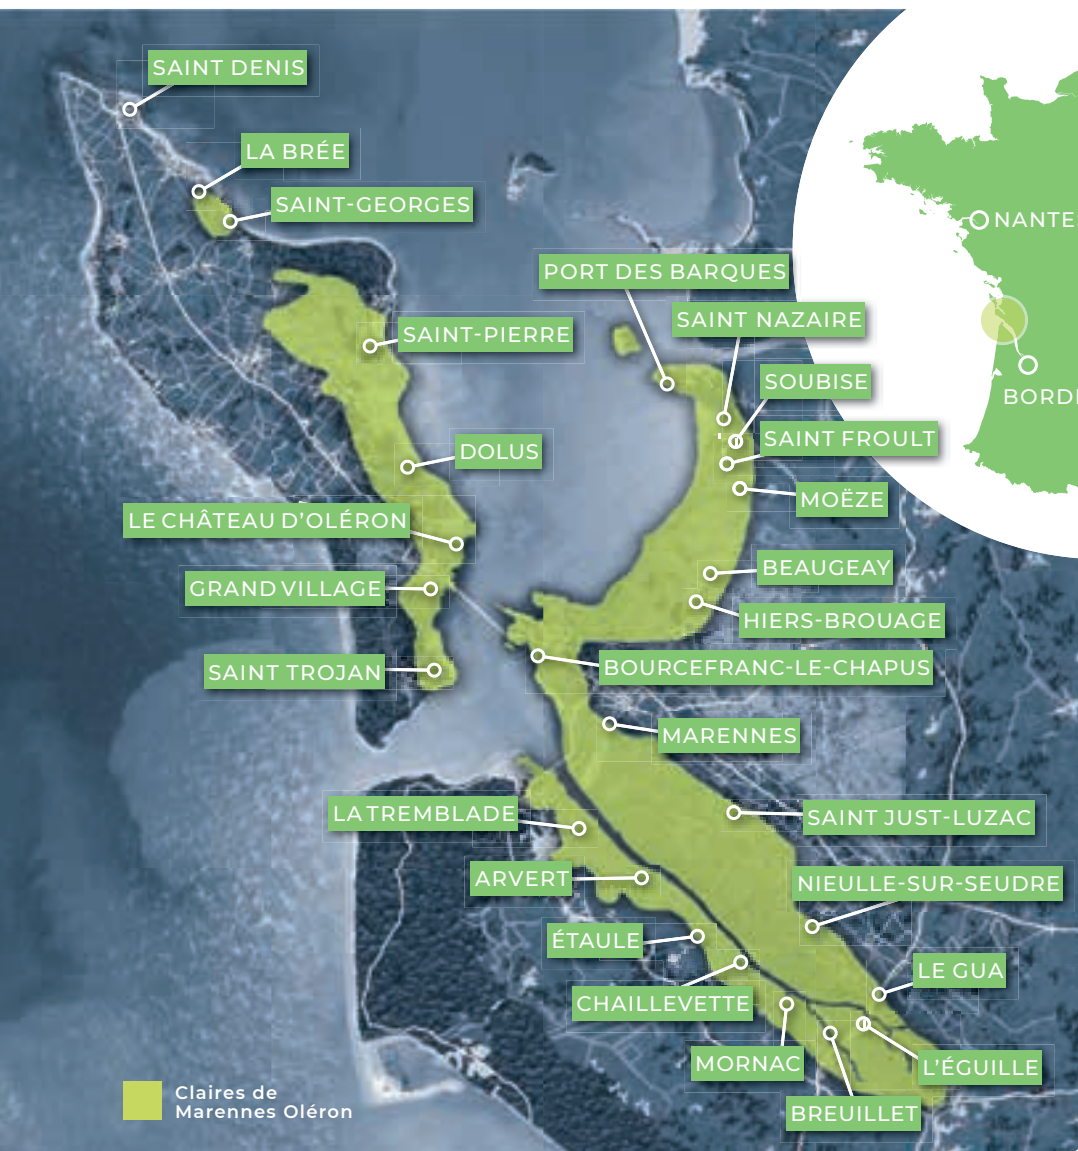 SAINT DENIS
LA BRÉE
SAINT-GEORGES
NANTE
PORT DES BARQUES
SAINT NAZAIRE
SAINT-PIERRE
SOUBISE
BORDE
SAINT FROULT
DOLUS
MOËZE
LE CHÂTEAU D'OLÉRON
BEAUGEAY
GRAND VILLAGE
HIERS-BROUAGE
BOURCEFRANC-LE-CHAPUS
SAINT TROJAN
MARENNES
LA TREMBLADE
SAINT JUST-LUZAC
ARVERT
NIEULLE-SUR-SEUDRE
ÉTAULE
LE GUA
CHAILLEVETTE
MORNAC
L'ÉGUILLE
BREUILLET
Claires de
Marennes Oléron